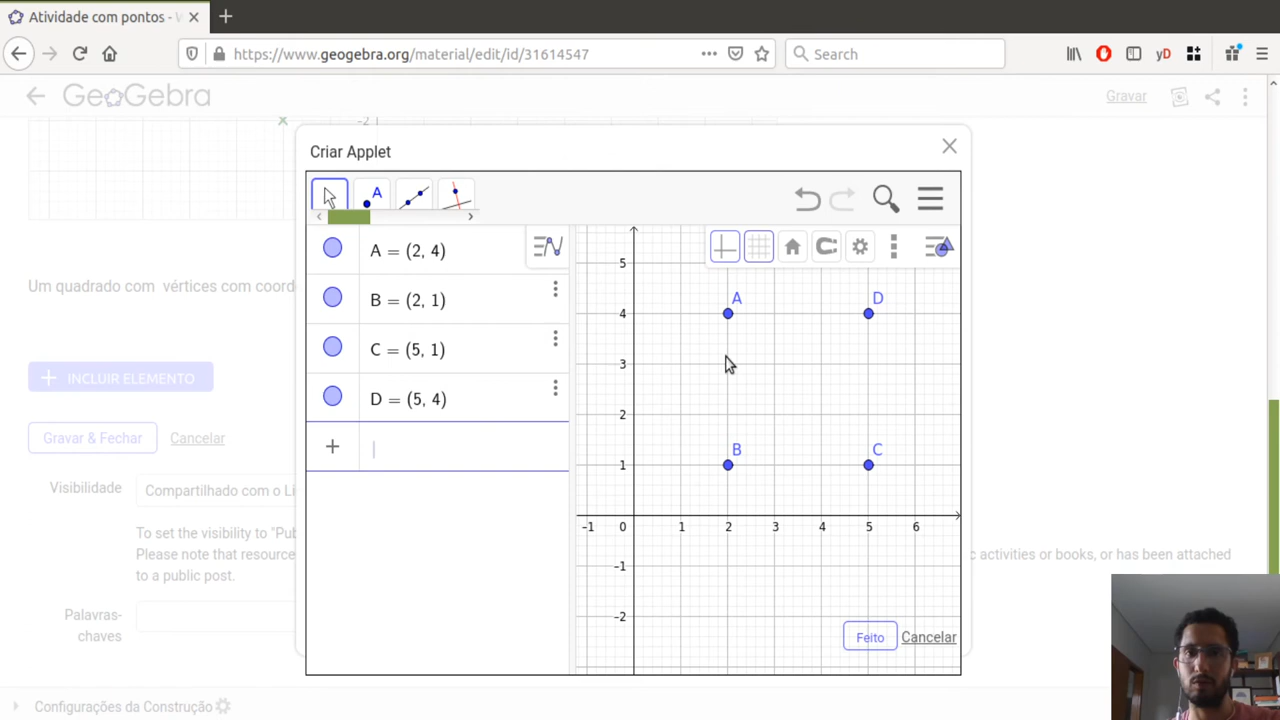 Atividade com pontos - 
https://www.geogebra.org/material/edit/id/31614547
Search
yD
GeoGebra
Gravar
-2
Criar Applet
A
A = (2, 4)
B = (2, 1)
C = (5, 1)
D = (5, 4)
5
4
3
2
1
-1 0 1 2 3 4 5 6
-1
-2
A
D
B
C
Feito
Cancelar
Um quadrado com vértices com
INCLUIR ELEMENTO
Gravar & Fechar
Cancelar
Visibilidade
Compartilhado com o Li
To set the visibility to "Pu
Please note that resource
c activities or books, or has been attached
to a public post.
Palavras-
chaves
Configurações da Construção